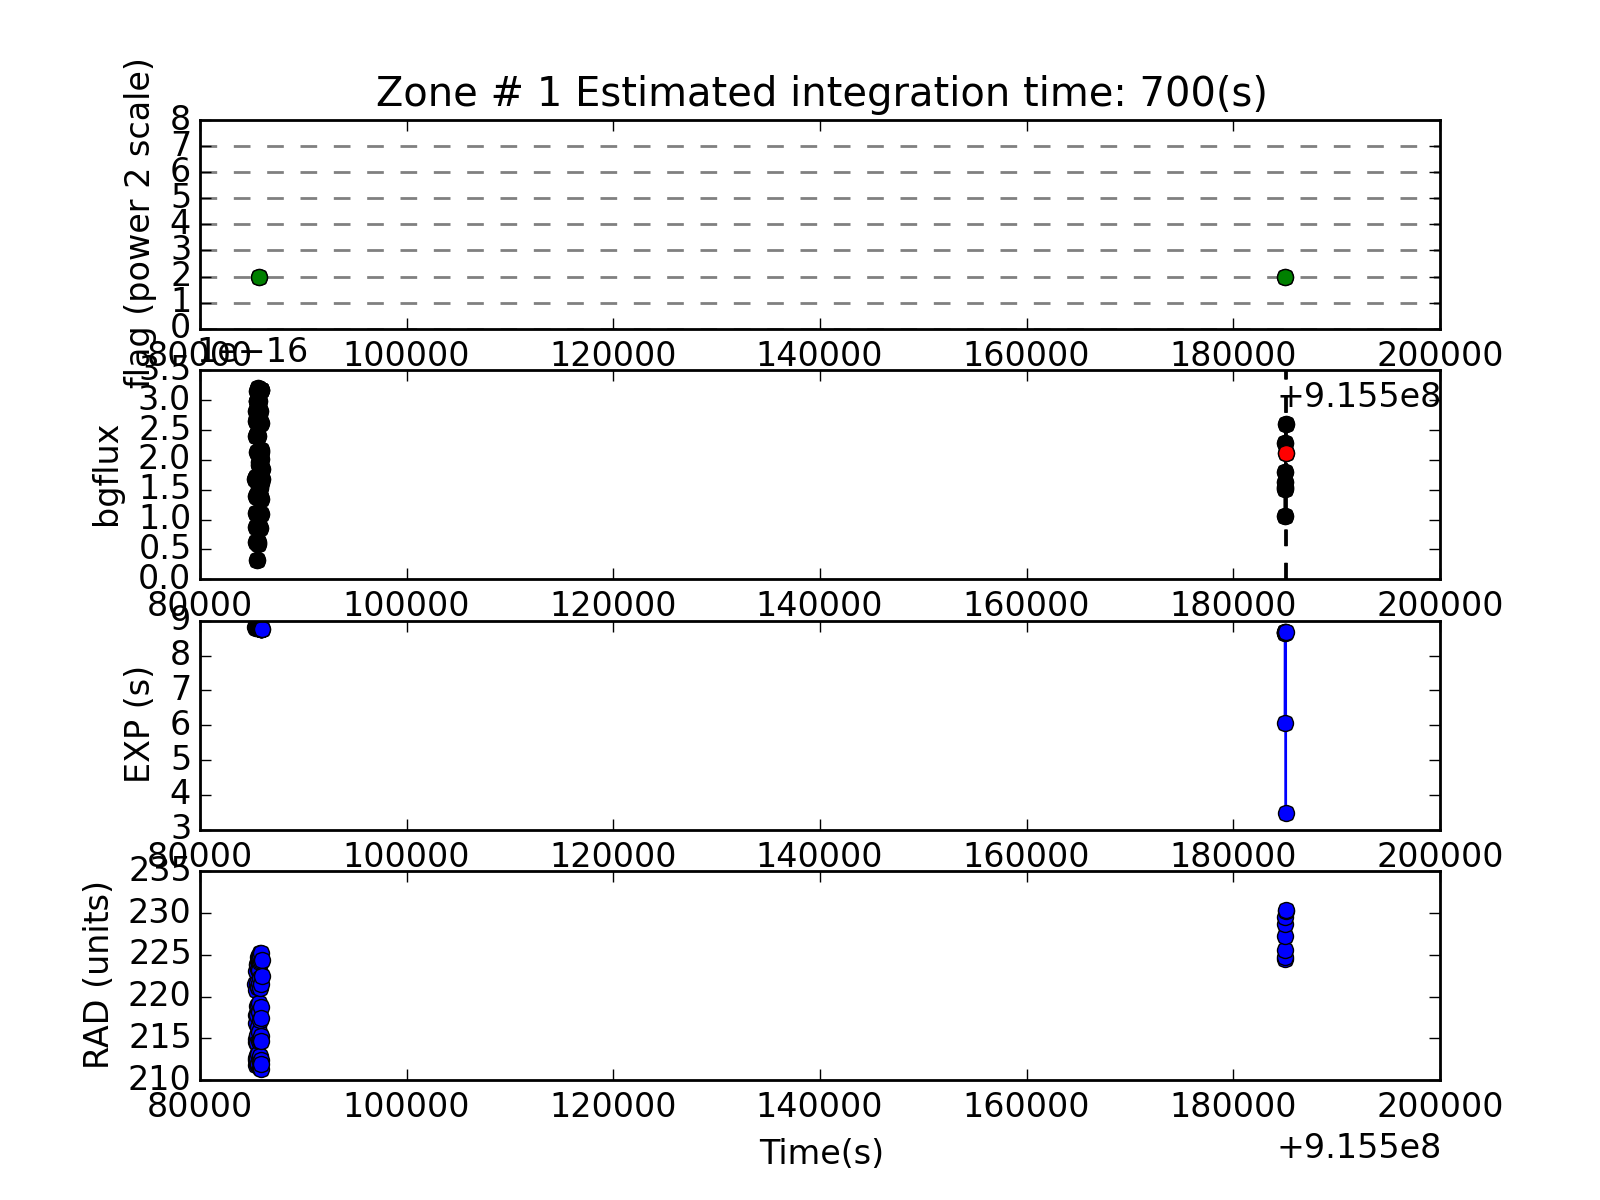 Zone # 1 Estimated integration time: 700(s)
flag (power 2 scale)
8
7
6
5
4
3
2
1
0
80000 100000 120000 140000 160000 180000 200000
1e−16
+9.155e8
bgflux
3.5
3.0
2.5
2.0
1.5
1.0
0.5
0.0
80000 100000 120000 140000 160000 180000 200000
EXP (s)
9
8
7
6
5
4
3
80000 100000 120000 140000 160000 180000 200000
RAD (units)
235
230
225
220
215
210
80000 100000 120000 140000 160000 180000 200000
Time(s)
+9.155e8